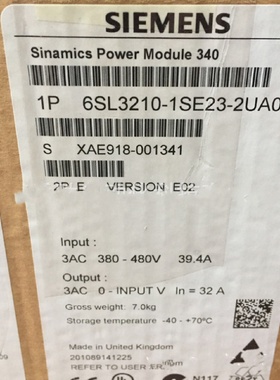 SIEMENS
Sinamics Power Module 340
1P 6SL3210-1SE23-2UA0
S XAE918-001341
2P E VERSION E02
Input :
3AC 380 - 480V 39.4A
Output :
3AC 0 - INPUT V In = 32 A
Gross weight: 7.0kg
Storage temperature -40 - +70°C
Made in United Kingdom
201089141225
REFER TO USER
N117